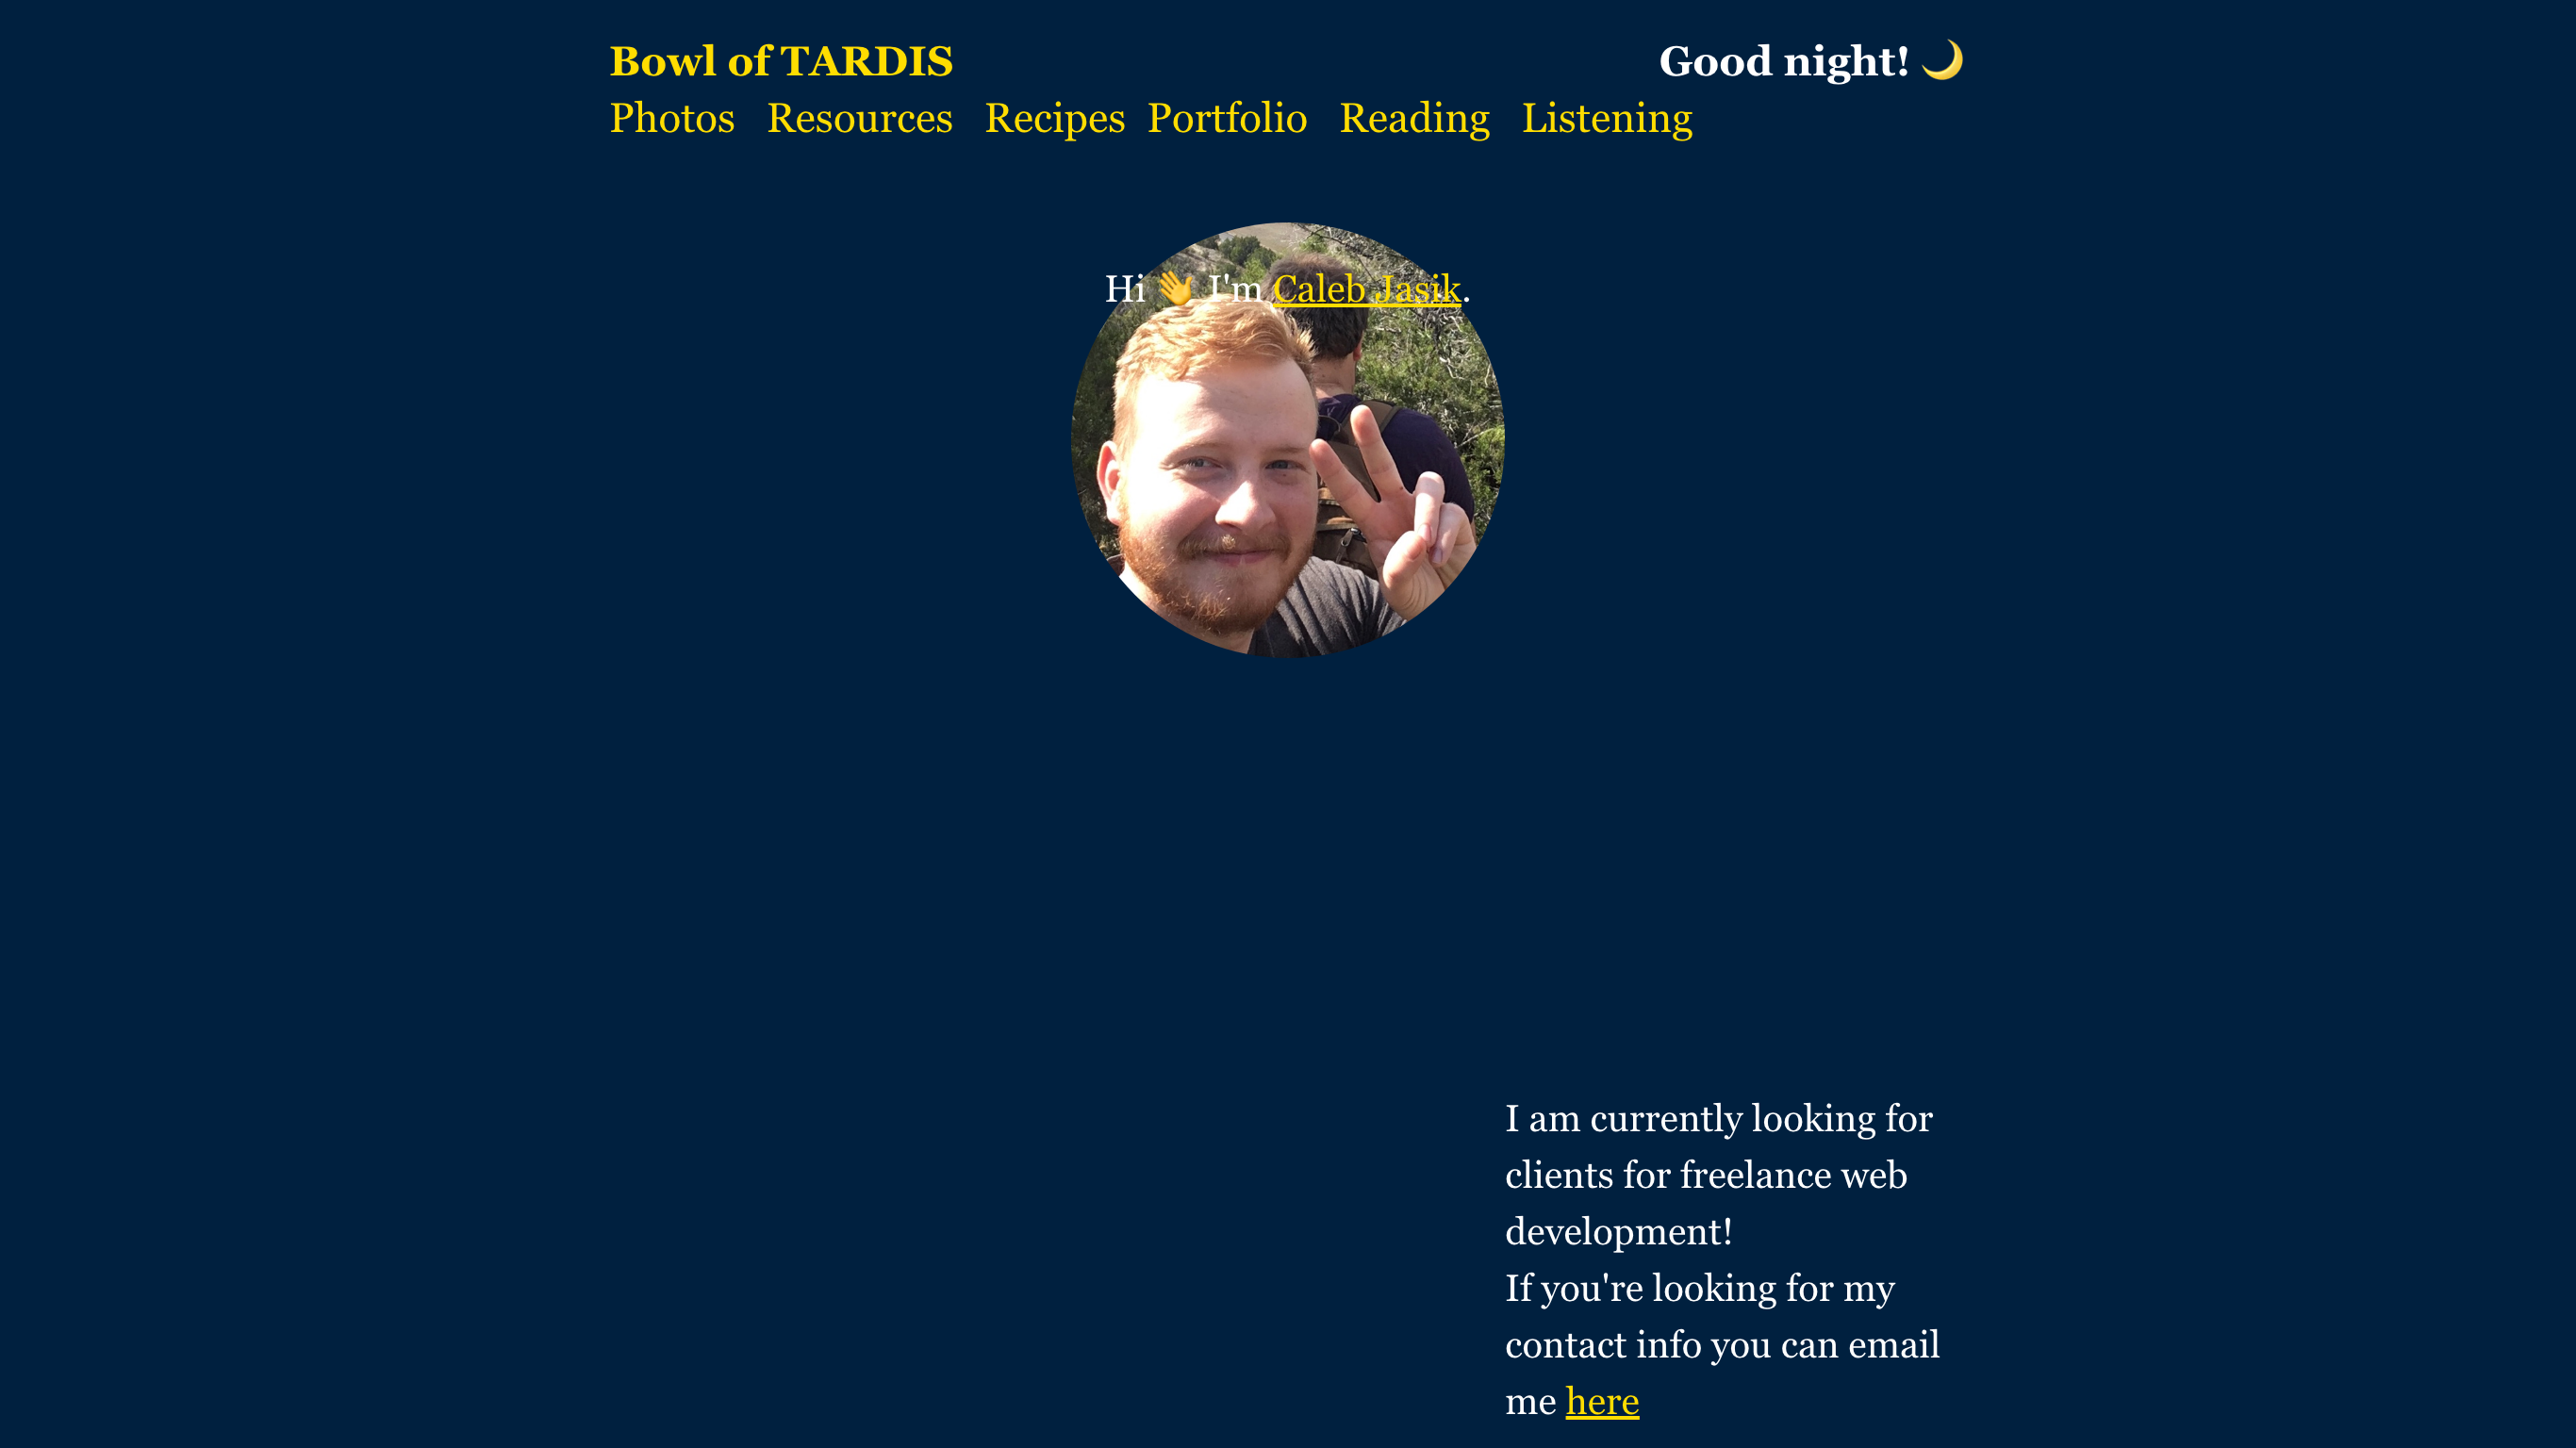 Bowl of TARDIS Good night! 🌙
Photos Resources Recipes Portfolio Reading Listening
Hi 👋 I'm Caleb Jasik.
I am currently looking for
clients for freelance web
development!
If you're looking for my
contact info you can email
me here